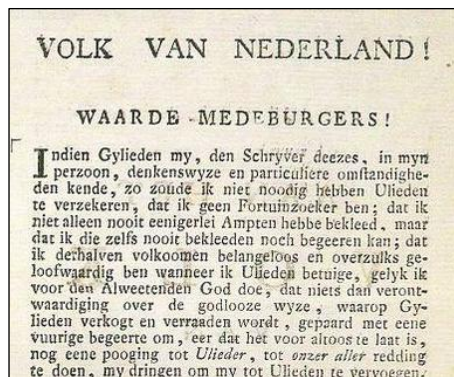 VOLK VAN NEDERLAND!
WAARDE MEDEBURGERS!
Indien Gylieden my, den Schryver deezes, in myn
perzoon, denkenswyze en particuliere omstandighe-
den kende, zo zoude ik niet noodig hebben Ulieden
te verzekeren, dat ik geen Fortuinzoeker ben; dat ik
niet alleen nooit eenigerlei Ampten hebbe bekleed, maar
dat ik die zelfs nooit bekleeden noch begeeren kan; dat
ik derhalven volkoomen belangeloos en overzulks ge-
loofwaardig ben wanneer ik Ulieden betuige, gelyk ik
voor den Alweetenden God doe, dat niets dan veront-
waardiging over de godlooze wyze, waarop Gy-
lieden verkogt en verraaden wordt, gepaard met eene
vuurige begeerte om, eer dat het voor altoos te laat is,
nog eene pooging tot Ulieder, tot onzer aller redding
te doen, my dringen om my tot Ulieden te vervoegen.